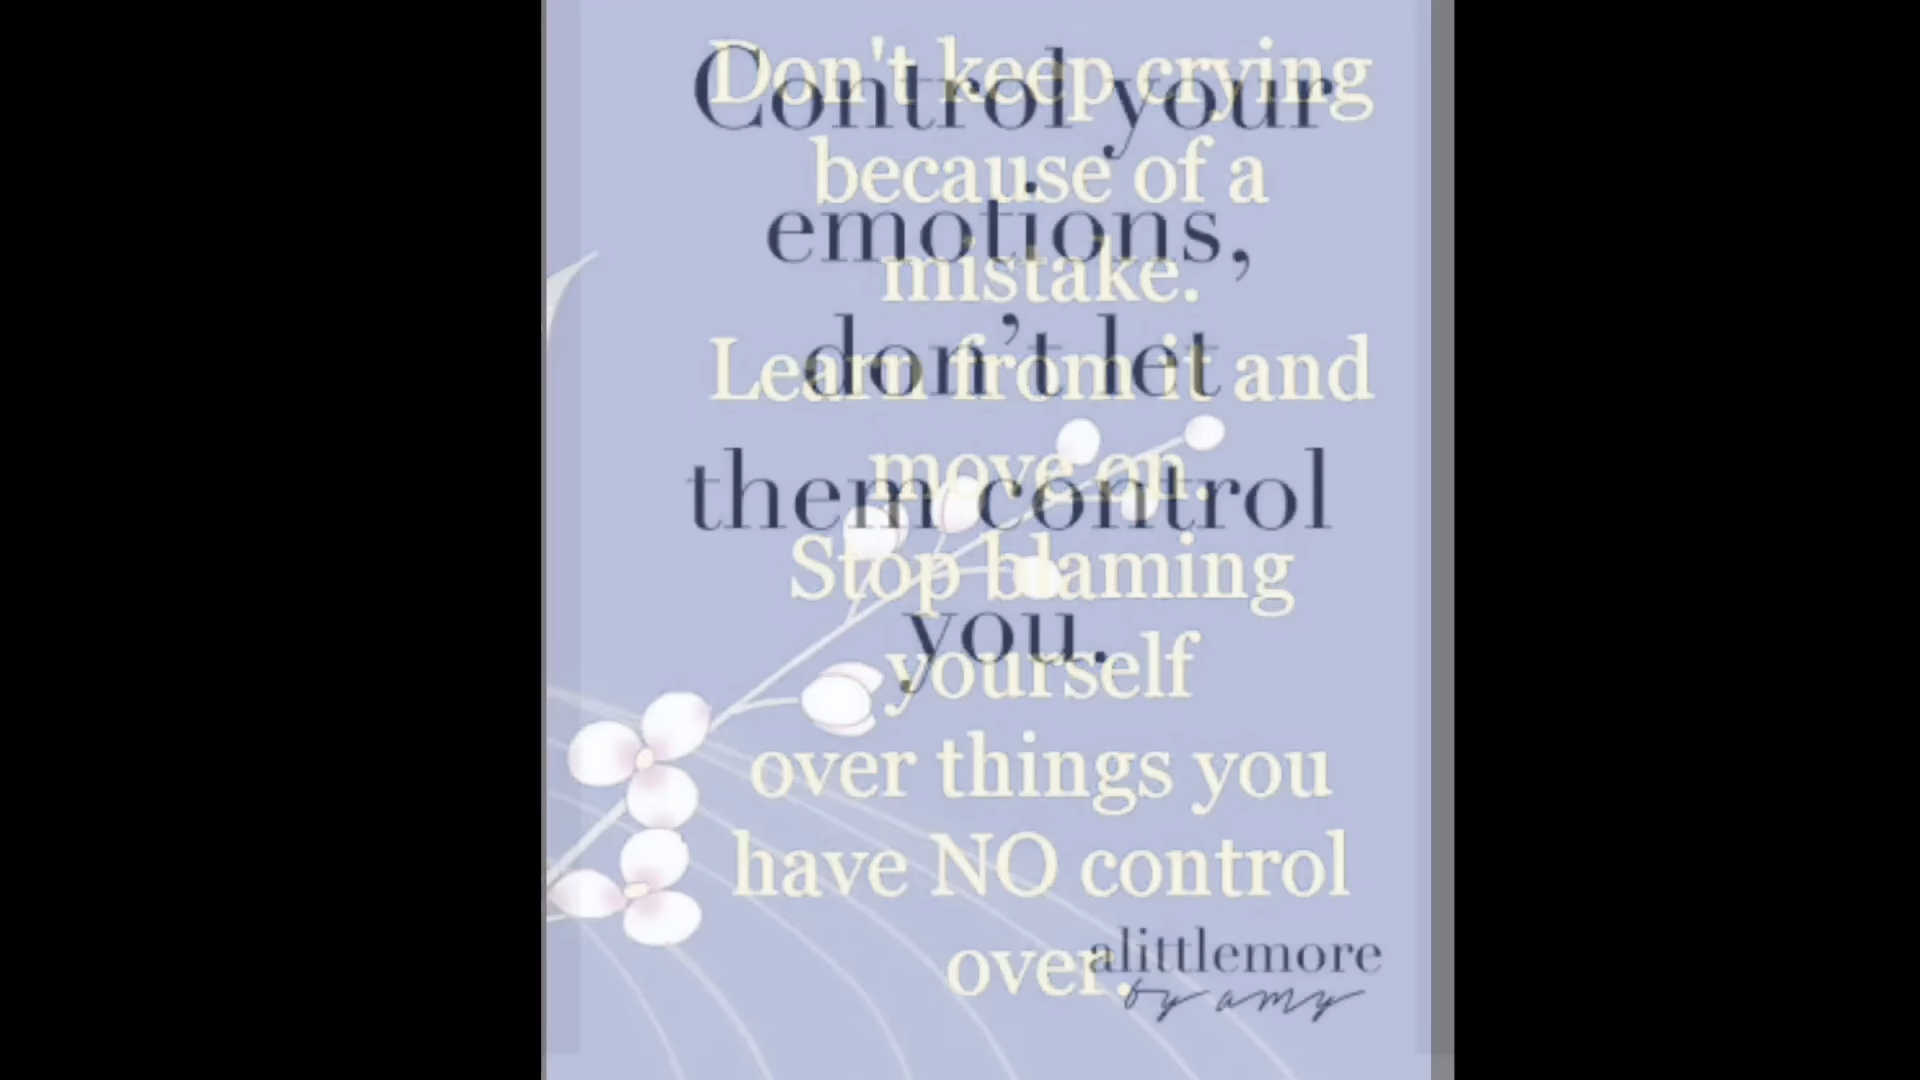 Don't keep crying
because of a
mistake.
Learn from it and
move on.
Stop blaming
yourself
over things you
have NO control
over.
Control your
emotions,
don’t let
them control
you.
alittlemore
by amy